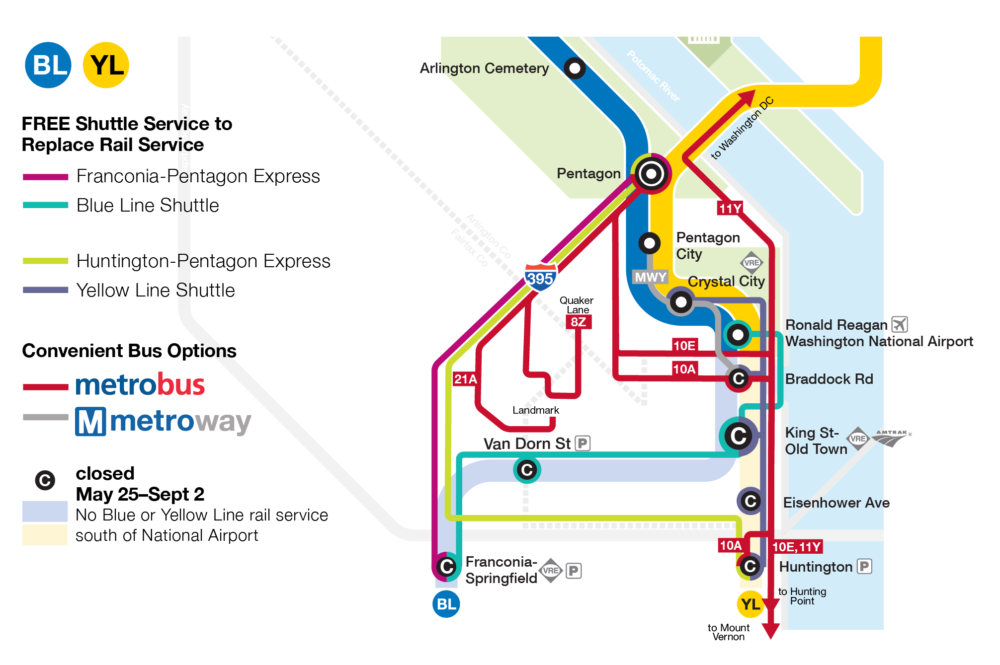 BL YL
FREE Shuttle Service to
Replace Rail Service
Franconia-Pentagon Express
Blue Line Shuttle
Huntington-Pentagon Express
Yellow Line Shuttle
Convenient Bus Options
metrobus
M metroway
C closed
May 25–Sept 2
No Blue or Yellow Line rail service
south of National Airport
Arlington Cemetery
Potomac River
to Washington DC
Pentagon
11Y
Arlington Co
Fairfax Co
395
Pentagon
City
VRE
MWY
Crystal City
Quaker
Lane
8Z
Ronald Reagan
Washington National Airport
10E
10A
21A
C
Braddock Rd
Landmark
Van Dorn St P
C
C
King St-
Old Town
VRE
AMTRAK®
C
Eisenhower Ave
10A
10E, 11Y
C
Franconia-
Springfield
VRE P
C
Huntington P
to Hunting
Point
BL
YL
to Mount
Vernon